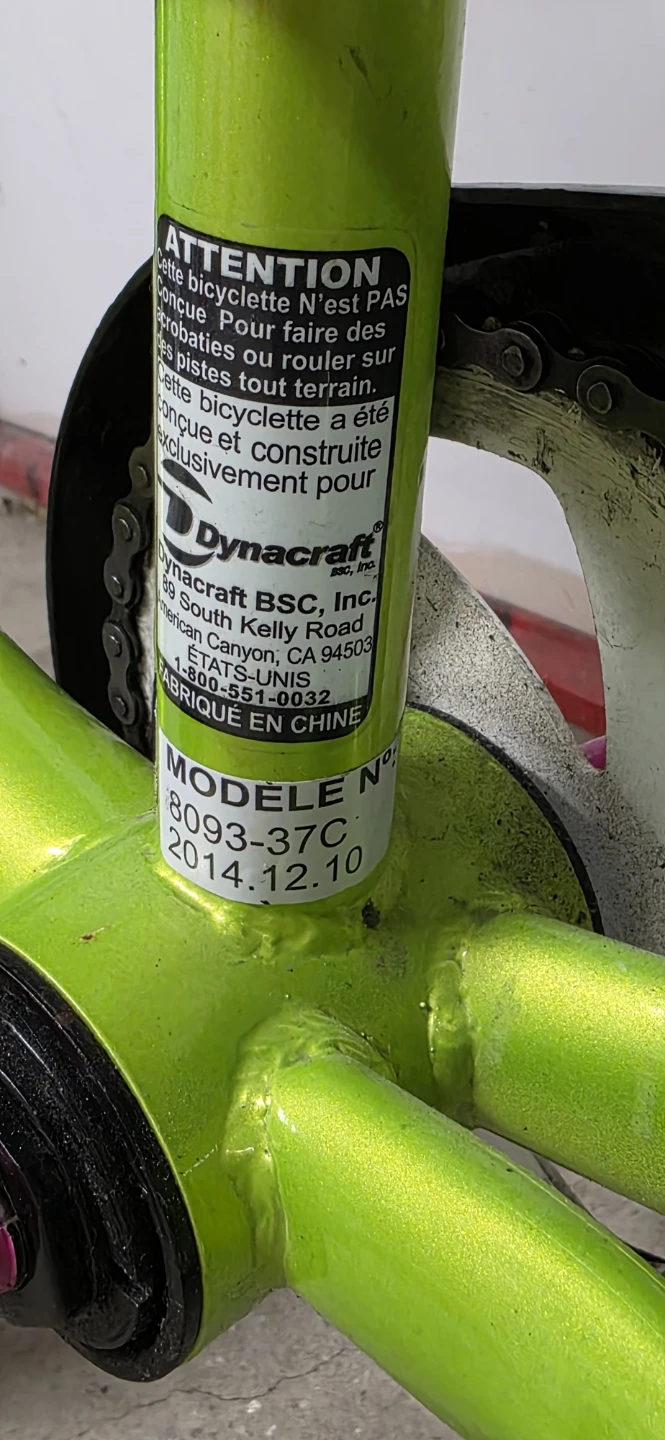 ATTENTION
Cette bicyclette N'est PAS
Conçue Pour faire des
acrobaties ou rouler sur
des pistes tout terrain.
Cette bicyclette a été
conçue et construite
exclusivement pour
Dynacraft®
BSC, Inc.
Dynacraft BSC, Inc.
89 South Kelly Road
American Canyon, CA 94503
ÉTATS-UNIS
1-800-551-0032
FABRIQUÉ EN CHINE
MODÈLE Nº:
8093-37C
2014.12.10